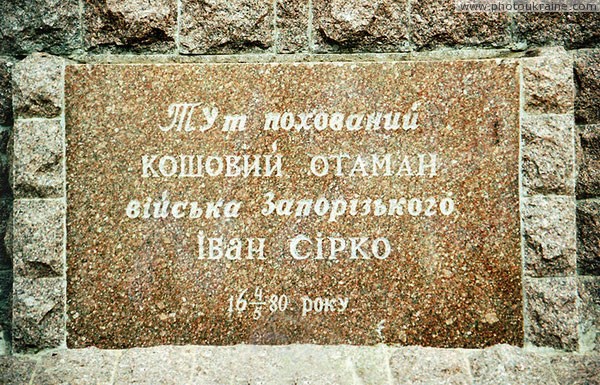 www.photoukraine.com
Тут похований
КОШОВИЙ ОТАМАН
війська Запорізького
Іван СІРКО
16 4/8 80 року